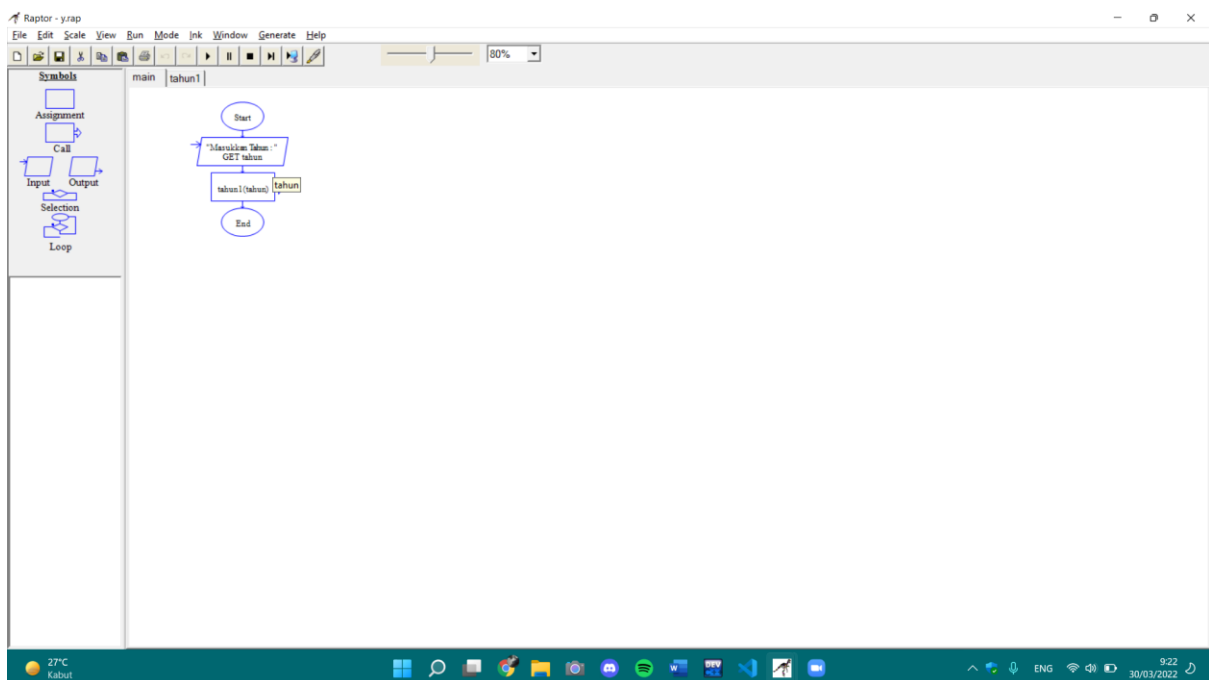 Raptor - y.rap
File Edit Scale View Run Mode Ink Window Generate Help
80%
Symbols
main tahun1
Assignment
Call
Input Output
Selection
Loop
Start
"Masukkan Tahun : "
GET tahun
tahun1(tahun)
tahun
End
27°C
Kabut
W
DEV
ENG
9:22
30/03/2022